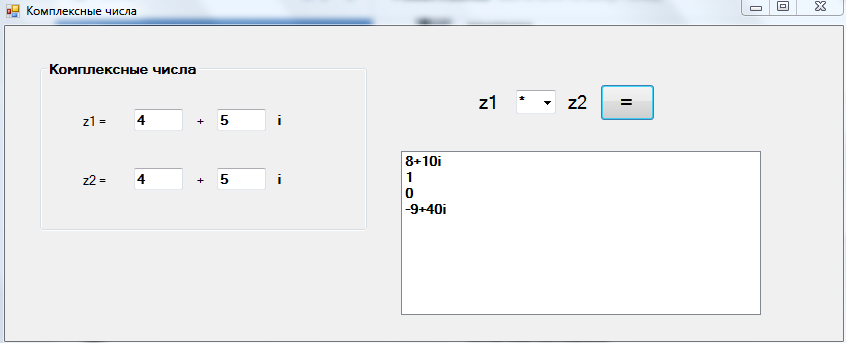 Комплексные числа
Комплексные числа
z1 = 4 + 5 i
z2 = 4 + 5 i
z1 * z2 =
8+10i
1
0
-9+40i